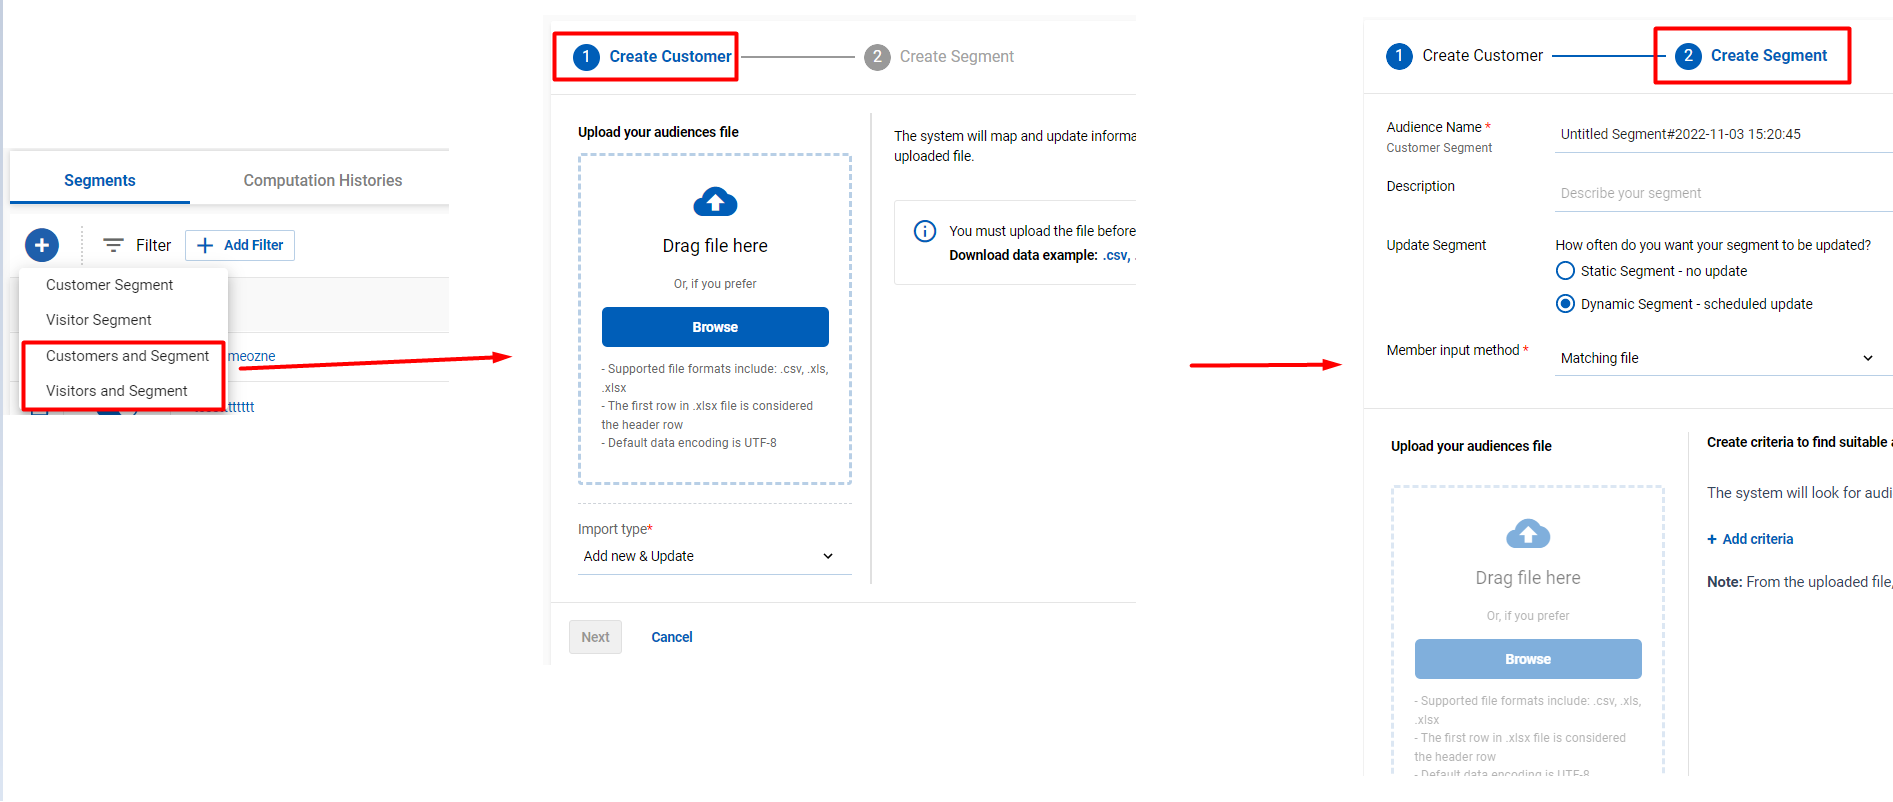 Segments
Computation Histories
Filter
Add Filter
Customer Segment
Visitor Segment
Customers and Segment
meozne
Visitors and Segment
tttttt
1 Create Customer
2 Create Segment
Upload your audiences file
Drag file here
Or, if you prefer
Browse
- Supported file formats include: .csv, .xls,
.xlsx
- The first row in .xlsx file is considered
the header row
- Default data encoding is UTF-8
Import type*
Add new & Update
Next
Cancel
The system will map and update informa
uploaded file.
You must upload the file before
Download data example: .csv, .
1 Create Customer
2 Create Segment
Audience Name *
Customer Segment
Untitled Segment#2022-11-03 15:20:45
Description
Describe your segment
Update Segment
How often do you want your segment to be updated?
Static Segment - no update
Dynamic Segment - scheduled update
Member input method *
Matching file
Upload your audiences file
Drag file here
Or, if you prefer
Browse
- Supported file formats include: .csv, .xls,
.xlsx
- The first row in .xlsx file is considered
the header row
- Default data encoding is UTF-8
Create criteria to find suitable a
The system will look for audi
+ Add criteria
Note: From the uploaded file,